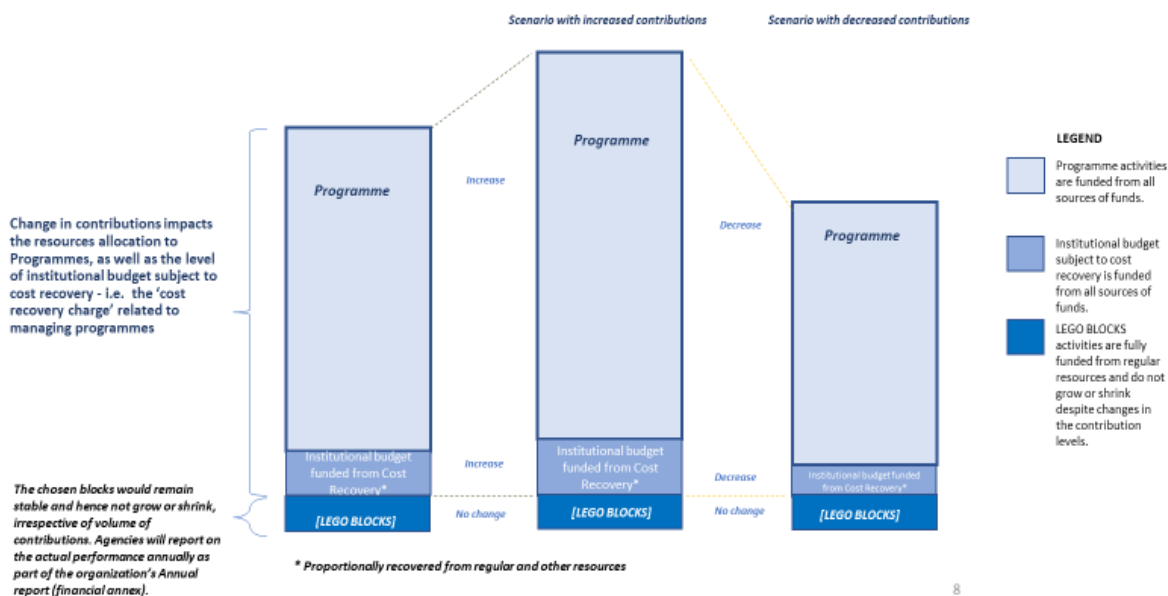 Scenario with increased contributions
Scenario with decreased contributions
Programme
Programme
Programme
Increase
Decrease
Change in contributions impacts
the resources allocation to
Programmes, as well as the level
of institutional budget subject to
cost recovery - i.e. the ‘cost
recovery charge’ related to
managing programmes
Institutional budget
funded from Cost
Recovery*
Increase
Institutional budget
funded from Cost
Recovery*
Decrease
Institutional budget funded
from Cost Recovery*
The chosen blocks would remain
stable and hence not grow or shrink,
irrespective of volume of
contributions. Agencies will report on
the actual performance annually as
part of the organization’s Annual
report (financial annex).
[LEGO BLOCKS]
No change
[LEGO BLOCKS]
No change
[LEGO BLOCKS]
* Proportionally recovered from regular and other resources
LEGEND
Programme activities
are funded from all
sources of funds.
Institutional budget
subject to cost
recovery is funded
from all sources of
funds.
LEGO BLOCKS
activities are fully
funded from regular
resources and do not
grow or shrink
despite changes in
the contribution
levels.
8